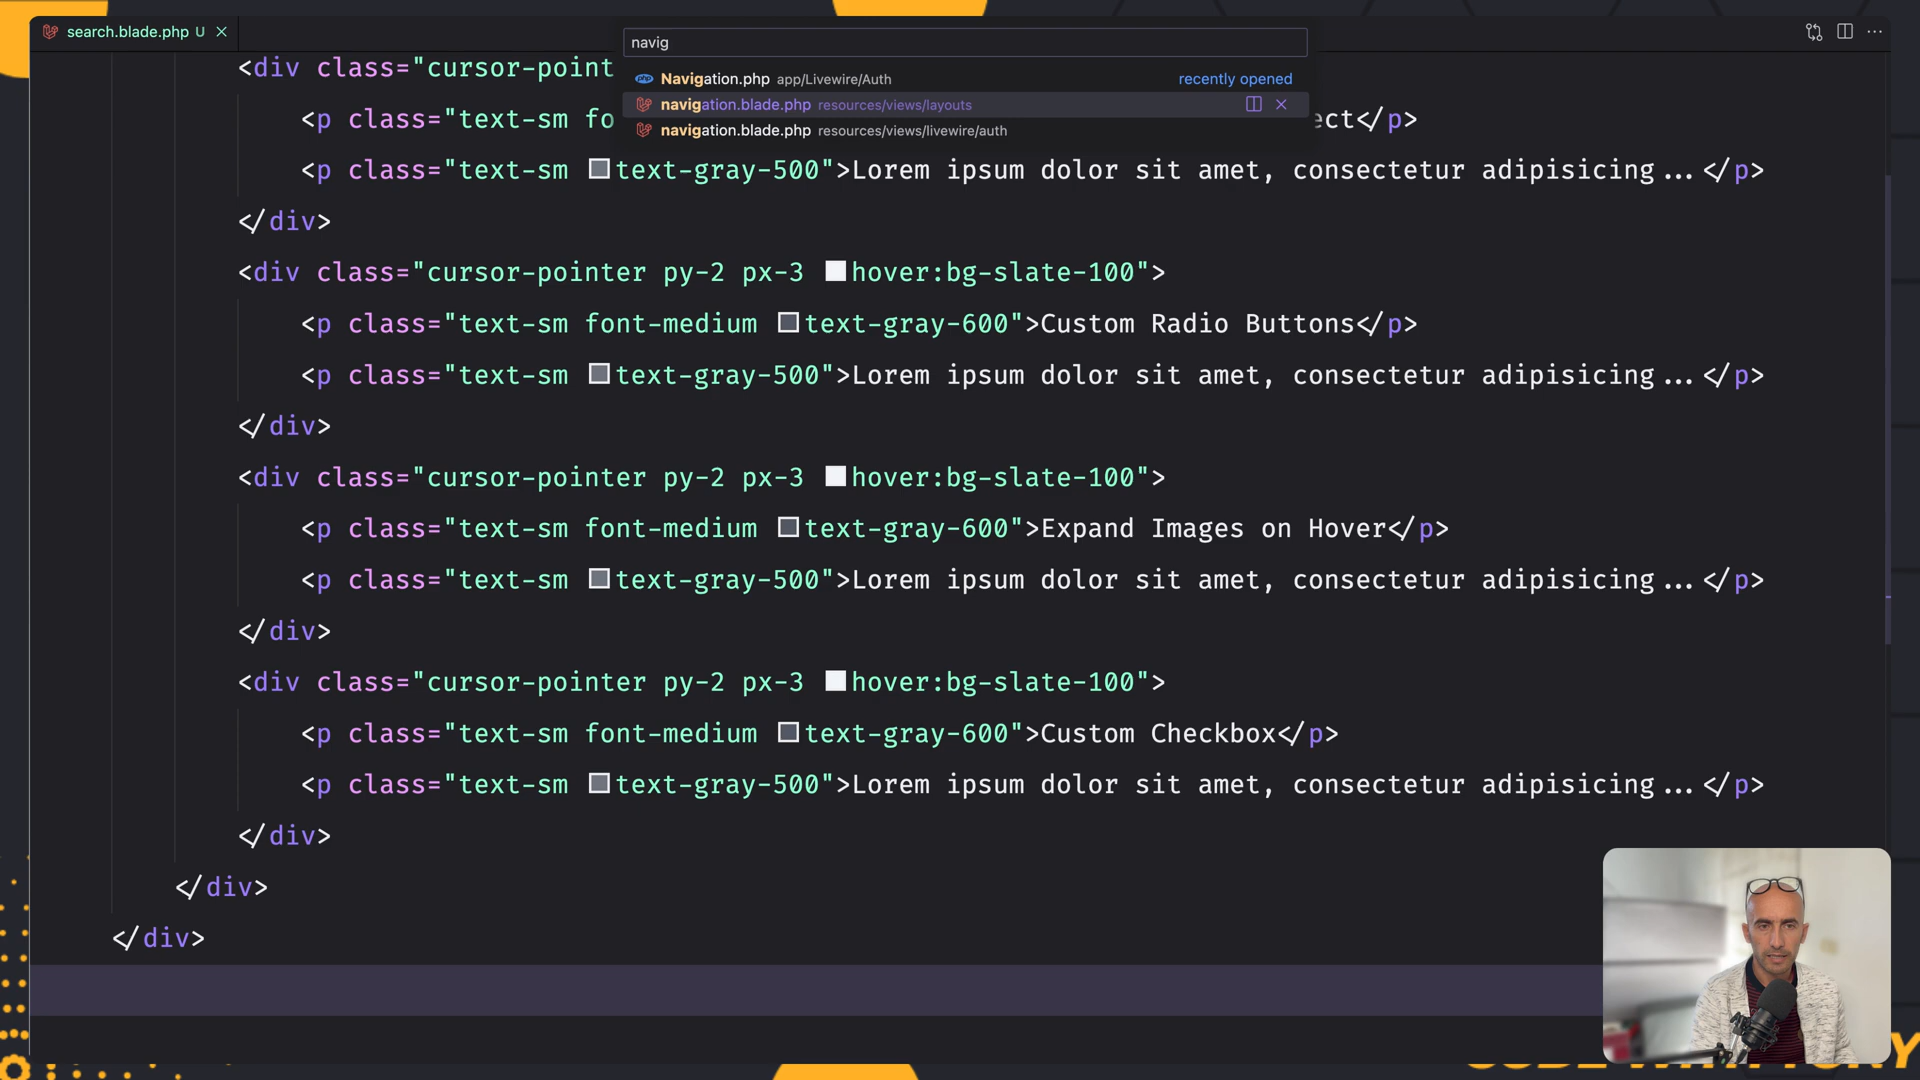 search.blade.php U
navig
Navigation.php app/Livewire/Auth recently opened
navigation.blade.php resources/views/layouts
navigation.blade.php resources/views/livewire/auth
<div class="cursor-point
<p class="text-sm fo ect</p>
<p class="text-sm text-gray-500">Lorem ipsum dolor sit amet, consectetur adipisicing...</p>
</div>
<div class="cursor-pointer py-2 px-3 hover:bg-slate-100">
<p class="text-sm font-medium text-gray-600">Custom Radio Buttons</p>
<p class="text-sm text-gray-500">Lorem ipsum dolor sit amet, consectetur adipisicing...</p>
</div>
<div class="cursor-pointer py-2 px-3 hover:bg-slate-100">
<p class="text-sm font-medium text-gray-600">Expand Images on Hover</p>
<p class="text-sm text-gray-500">Lorem ipsum dolor sit amet, consectetur adipisicing...</p>
</div>
<div class="cursor-pointer py-2 px-3 hover:bg-slate-100">
<p class="text-sm font-medium text-gray-600">Custom Checkbox</p>
<p class="text-sm text-gray-500">Lorem ipsum dolor sit amet, consectetur adipisicing...</p>
</div>
</div>
</div>